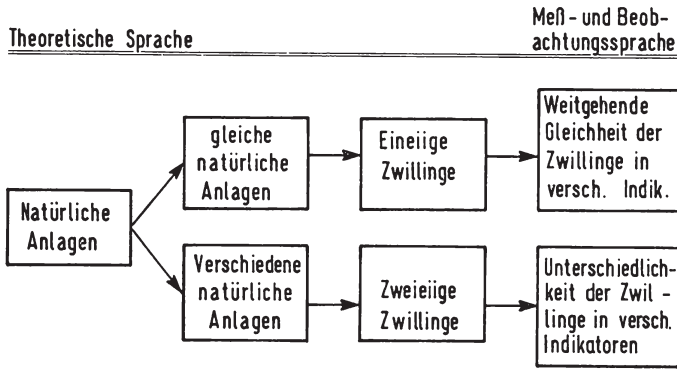 Theoretische Sprache
Meß- und Beob-
achtungssprache
Natürliche
Anlagen
gleiche
natürliche
Anlagen
Eineiige
Zwillinge
Weitgehende
Gleichheit der
Zwillinge in
versch. Indik.
Verschiedene
natürliche
Anlagen
Zweieiige
Zwillinge
Unterschiedlich-
keit der Zwil -
linge in versch.
Indikatoren